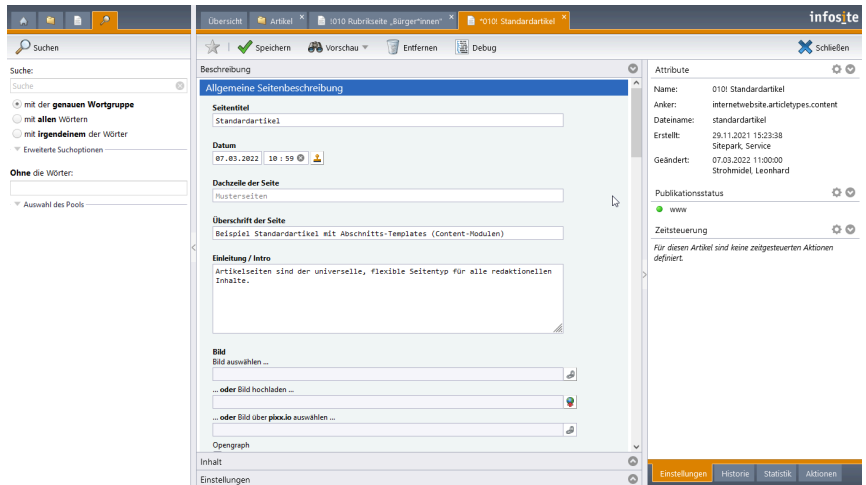 Übersicht
Artikel
!010 Rubrikseite „Bürger*innen"
*010! Standardartikel
infosite
Suchen
Speichern
Vorschau
Entfernen
Debug
Schließen
Suche:
Suche
mit der genauen Wortgruppe
mit allen Wörtern
mit irgendeinem der Wörter
Erweiterte Suchoptionen
Ohne die Wörter:
Auswahl des Pools
Beschreibung
Allgemeine Seitenbeschreibung
Seitentitel
Standardartikel
Datum
07.03.2022 10:59
Dachzeile der Seite
Musterseiten
Überschrift der Seite
Beispiel Standardartikel mit Abschnitts-Templates (Content-Modulen)
Einleitung / Intro
Artikelseiten sind der universelle, flexible Seitentyp für alle redaktionellen
Inhalte.
Bild
Bild auswählen ...
... oder Bild hochladen ...
... oder Bild über pixx.io auswählen ...
Opengraph
Inhalt
Einstellungen
Attribute
Name: 010! Standardartikel
Anker: internetwebsite.articletypes.content
Dateiname: standardartikel
Erstellt: 29.11.2021 15:23:38
Sitepark, Service
Geändert: 07.03.2022 11:00:00
Strohmidel, Leonhard
Publikationsstatus
www
Zeitsteuerung
Für diesen Artikel sind keine zeitgesteuerten Aktionen
definiert.
Einstellungen
Historie
Statistik
Aktionen